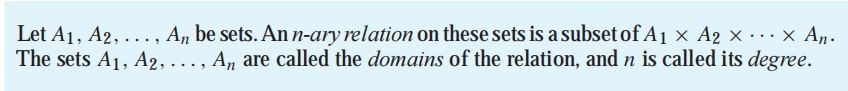 Let A1, A2, . . . , An be sets. An n-ary relation on these sets is a subset of A1 × A2 × · · · × An.
The sets A1, A2, . . . , An are called the domains of the relation, and n is called its degree.